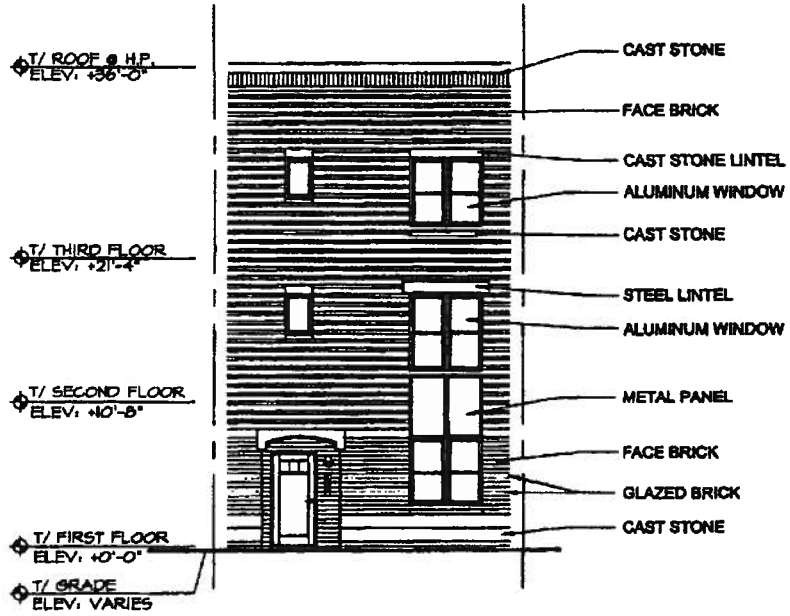 T/ ROOF @ H.P.
ELEV: +36'-0"
T/ THIRD FLOOR
ELEV: +21'-4"
T/ SECOND FLOOR
ELEV: +10'-8"
T/ FIRST FLOOR
ELEV: +0'-0"
T/ GRADE
ELEV: VARIES
CAST STONE
FACE BRICK
CAST STONE LINTEL
ALUMINUM WINDOW
CAST STONE
STEEL LINTEL
ALUMINUM WINDOW
METAL PANEL
FACE BRICK
GLAZED BRICK
CAST STONE